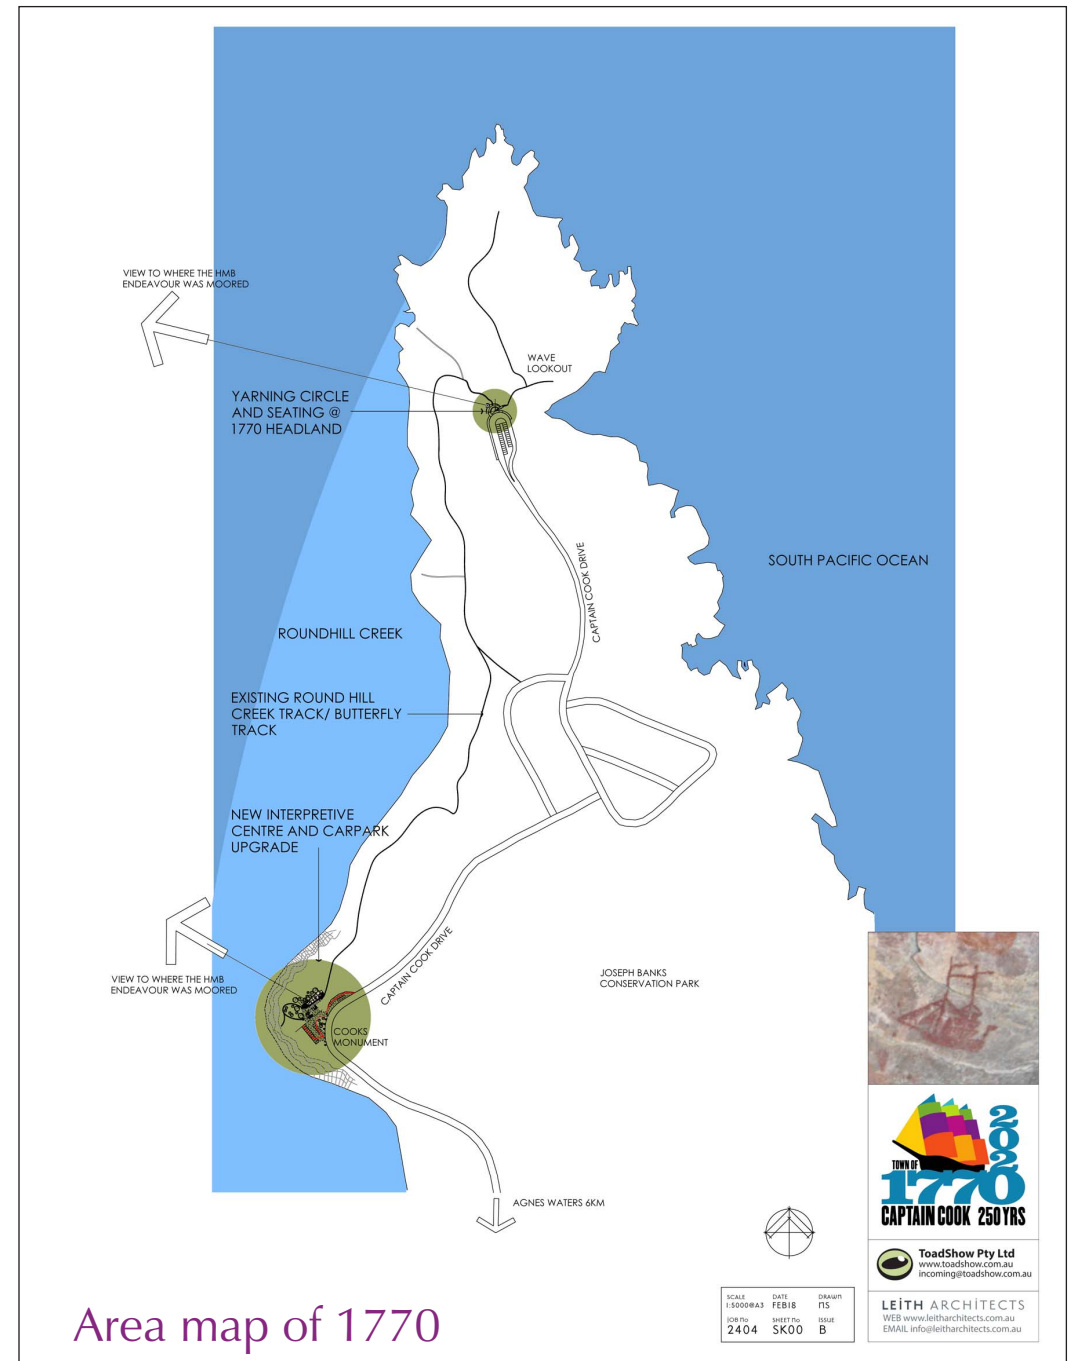 VIEW TO WHERE THE HMB
ENDEAVOUR WAS MOORED
WAVE
LOOKOUT
YARNING CIRCLE
AND SEATING @
1770 HEADLAND
CAPTAIN COOK DRIVE
SOUTH PACIFIC OCEAN
ROUNDHILL CREEK
EXISTING ROUND HILL
CREEK TRACK/ BUTTERFLY
TRACK
NEW INTERPRETIVE
CENTRE AND CARPARK
UPGRADE
CAPTAIN COOK DRIVE
VIEW TO WHERE THE HMB
ENDEAVOUR WAS MOORED
JOSEPH BANKS
CONSERVATION PARK
COOKS
MONUMENT
AGNES WATERS 6KM
2020
TOWN OF
1770
CAPTAIN COOK 250 YRS
ToadShow Pty Ltd
www.toadshow.com.au
incoming@toadshow.com.au
LEITH ARCHITECTS
WEB www.leitharchitects.com.au
EMAIL info@leitharchitects.com.au
SCALE DATE DRAWN
1:5000@A3 FEB18 NS
JOB No SHEET No ISSUE
2404 SK00 B
Area map of 1770